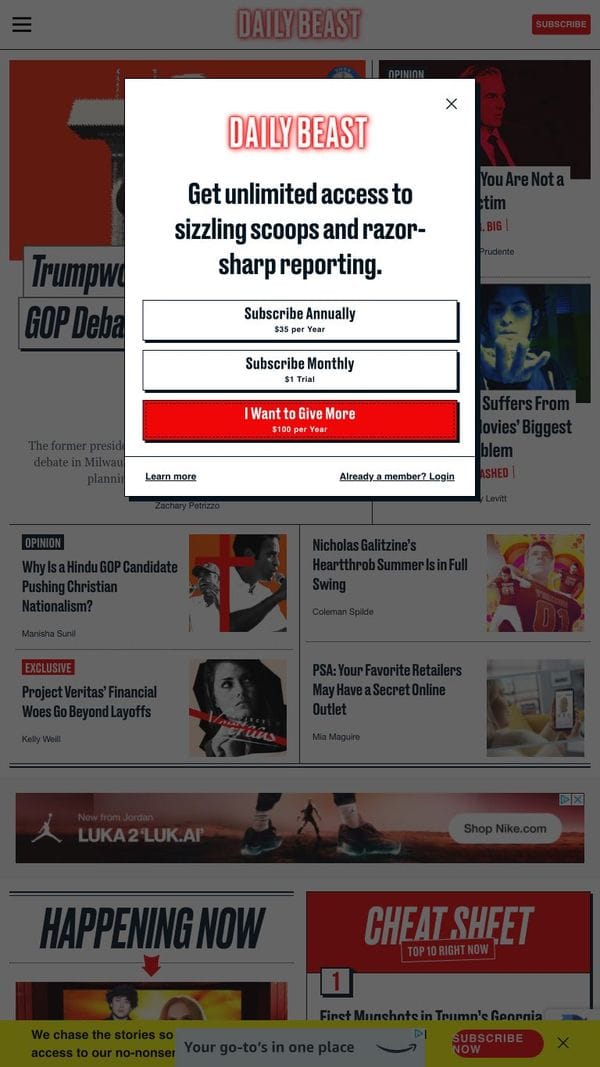 DAILY BEAST
SUBSCRIBE
OPINION
You Are Not a
. BIG
Prudente
GOP Deba
Suffers From
ovies' Biggest
blem
ASHED
Levitt
The former preside
debate in Milwau
planni
Zachary Petrizzo
DAILY BEAST
Get unlimited access to
sizzling scoops and razor-
sharp reporting.
Subscribe Annually
$35 per Year
Subscribe Monthly
$1 Trial
I Want to Give More
$100 per Year
Learn more
Already a member? Login
OPINION
Why Is a Hindu GOP Candidate
Pushing Christian
Nationalism?
Manisha Sunil
EXCLUSIVE
Project Veritas' Financial
Woes Go Beyond Layoffs
Kelly Weill
Nicholas Galitzine's
Heartthrob Summer Is in Full
Swing
Coleman Spilde
PSA: Your Favorite Retailers
May Have a Secret Online
Outlet
Mia Maguire
New from Jordan
LUKA 2 'LUK.AI'
Shop Nike.com
HAPPENING NOW
CHEAT SHEET
TOP 10 RIGHT NOW
1
First Mugshots in Trump's Georgia
We chase the stories so
access to our no-nonsen
Your go-to's in one place
SUBSCRIBE
NOW